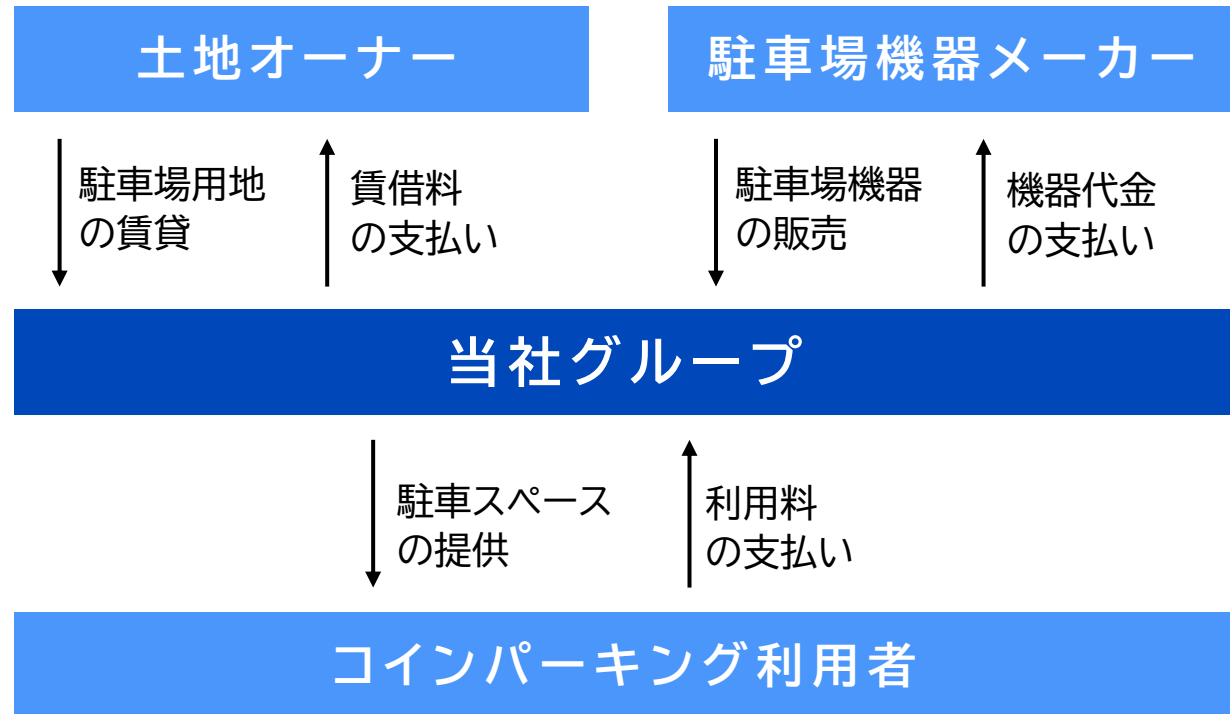 土地オーナー
駐車場機器メーカー
駐車場用地
の賃貸
賃借料
の支払い
駐車場機器
の販売
機器代金
の支払い
当社グループ
駐車スペース
の提供
利用料
の支払い
コインパーキング利用者